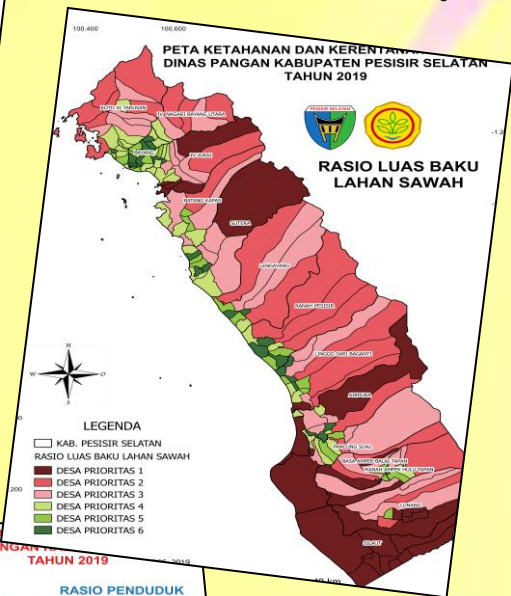 100.400 100.600
PETA KETAHANAN DAN KERENTANAN
DINAS PANGAN KABUPATEN PESISIR SELATAN
TAHUN 2019
PESISIR SELATAN
RASIO LUAS BAKU
LAHAN SAWAH
KOTO XI TARUSAN
IV NAGARI BAYANG UTARA
BAYANG
IV JURAI
BATANG KAPAS
SUTERA
LENGAYANG
RANAH PESISIR
LINGGO SARI BAGANTI
AIRPURA
PANCUNG SOAL
BASA AMPEK BALAI TAPAN
RANAH AMPEK HULU TAPAN
LUNANG
SILAUT
N
W O
S
LEGENDA
KAB. PESISIR SELATAN
RASIO LUAS BAKU LAHAN SAWAH
DESA PRIORITAS 1
DESA PRIORITAS 2
DESA PRIORITAS 3
DESA PRIORITAS 4
DESA PRIORITAS 5
DESA PRIORITAS 6
TAHUN 2019
RASIO PENDUDUK